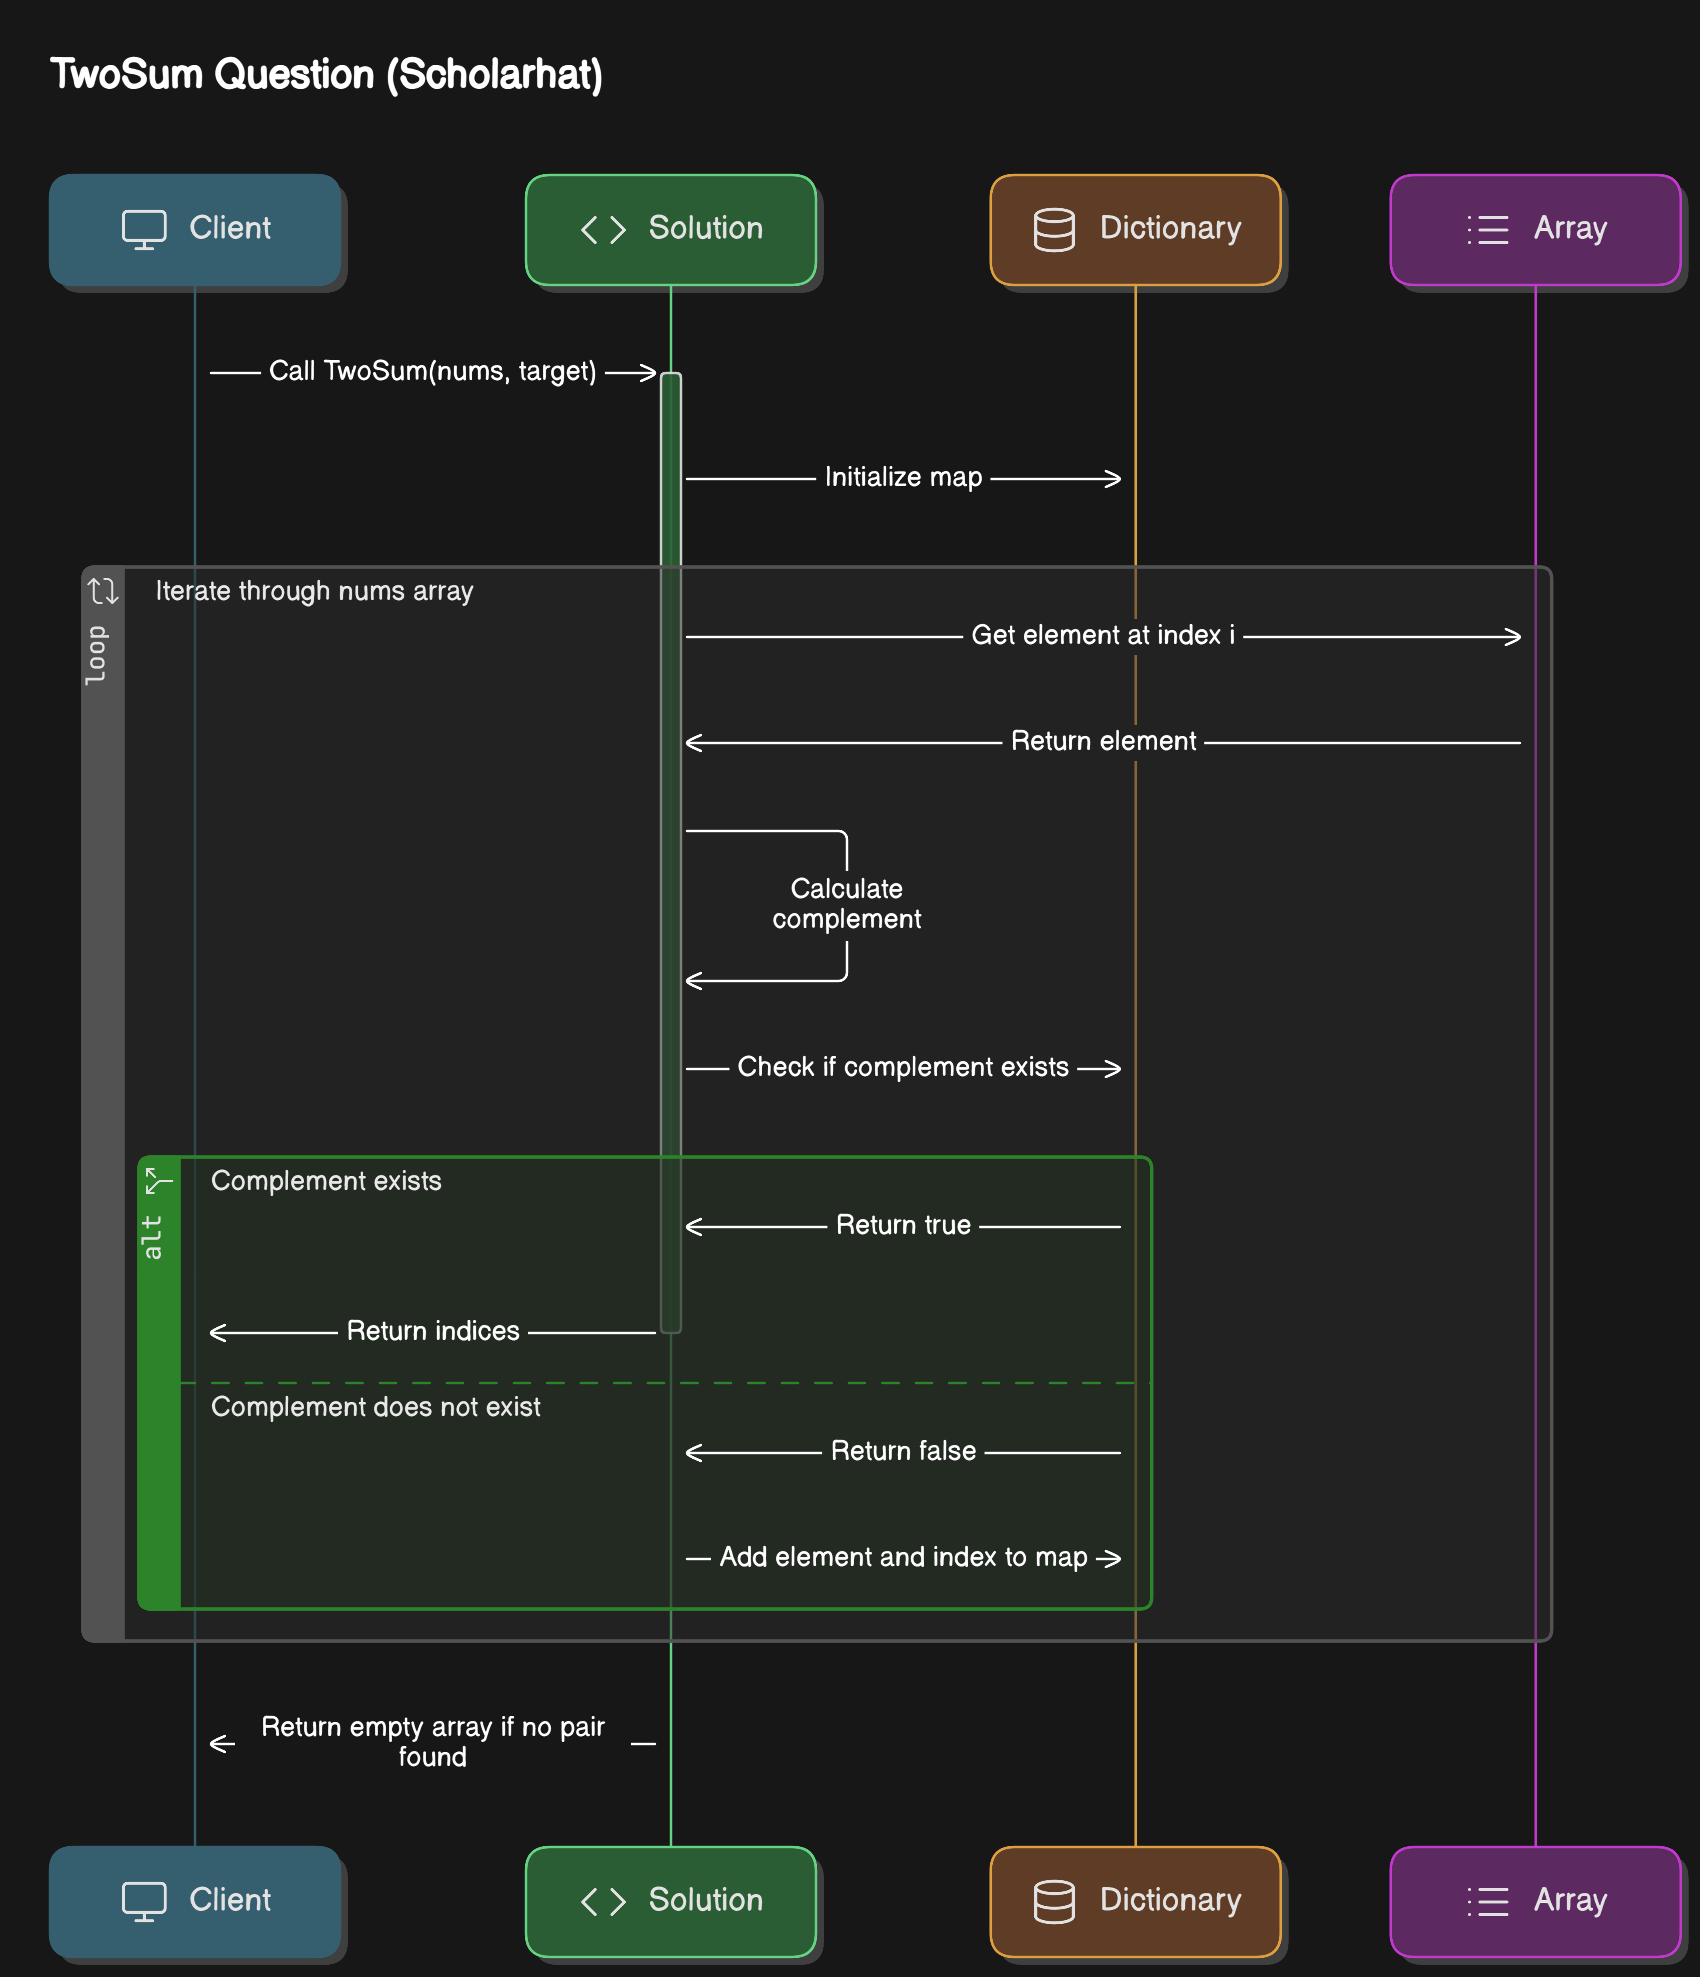 TwoSum Question (Scholarhat)
Client
Solution
Dictionary
Array
Call TwoSum(nums, target)
Initialize map
loop
Iterate through nums array
Get element at index i
Return element
Calculate
complement
Check if complement exists
alt
Complement exists
Return true
Return indices
Complement does not exist
Return false
Add element and index to map
Return empty array if no pair
found
Client
Solution
Dictionary
Array